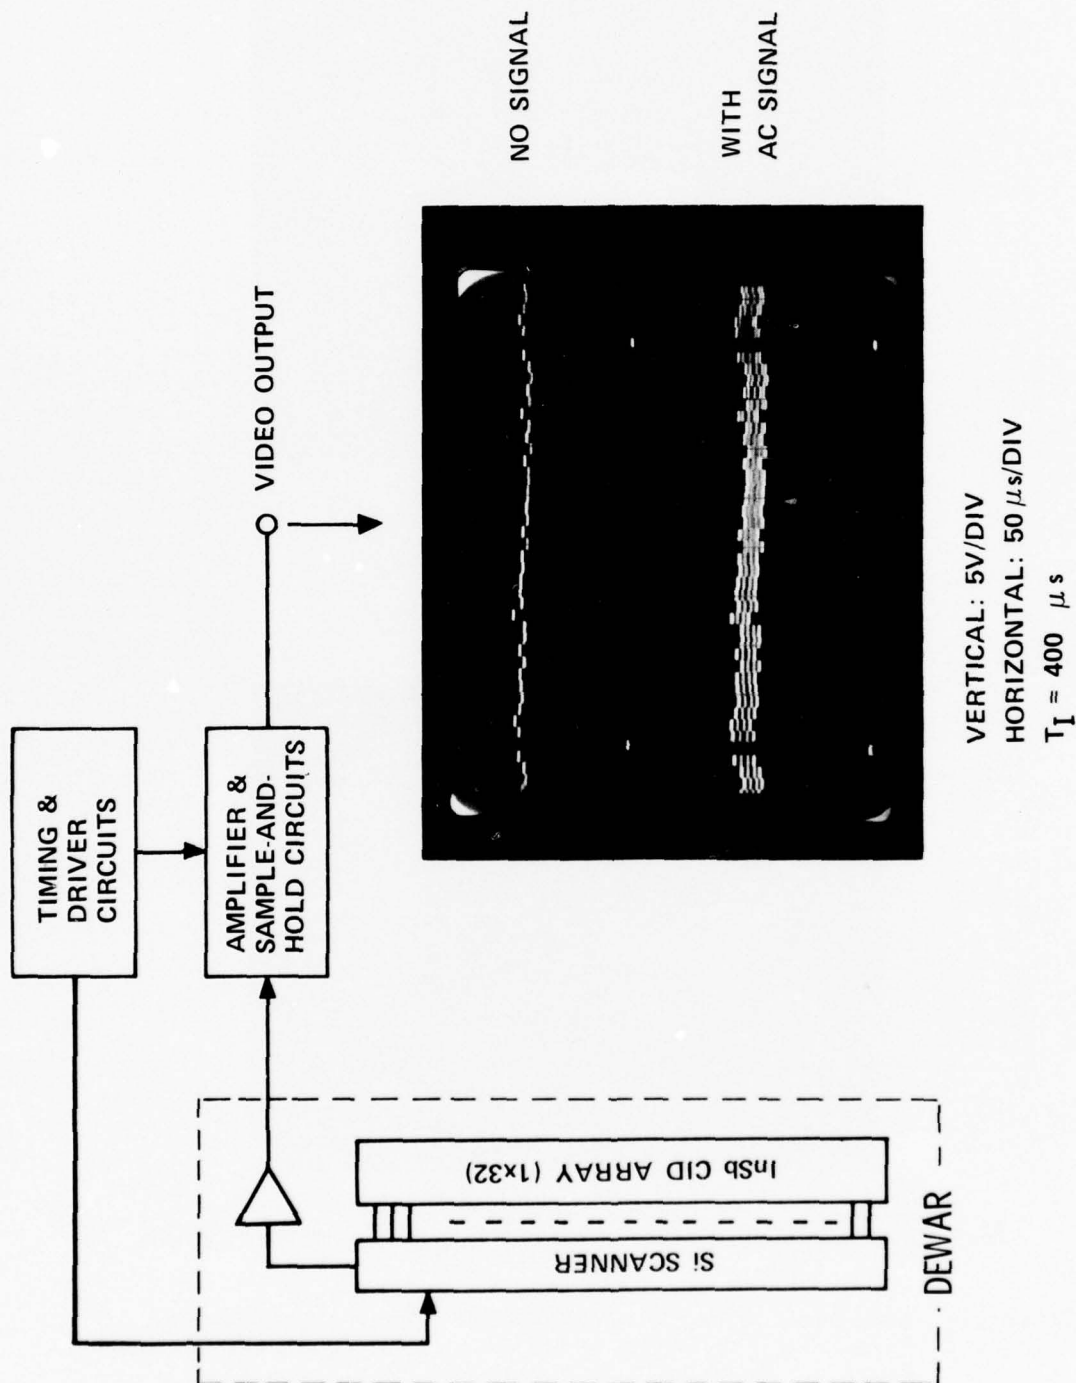 TIMING &
DRIVER
CIRCUITS
AMPLIFIER &
SAMPLE-AND-
HOLD CIRCUITS
VIDEO OUTPUT
Si SCANNER
InSb CID ARRAY (1x32)
DEWAR
NO SIGNAL
WITH
AC SIGNAL
VERTICAL: 5V/DIV
HORIZONTAL: 50 μs/DIV
TI = 400 μs